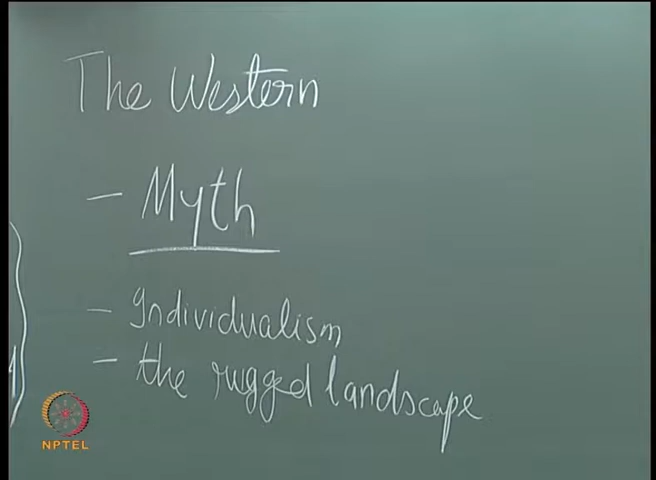 The Western
- Myth
- Individualism
- the rugged landscape
NPTEL